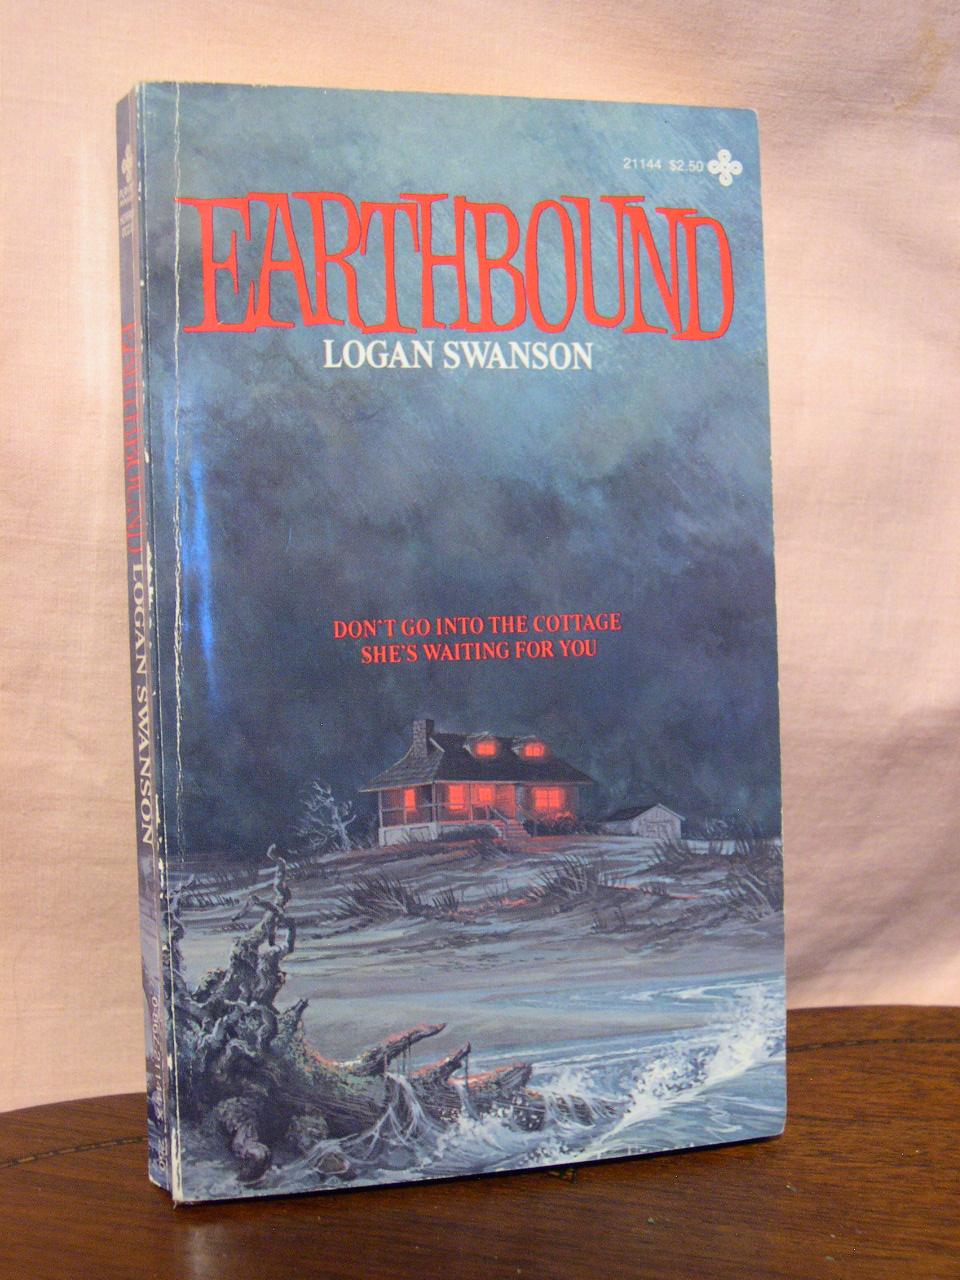 21144 $2.50
EARTHBOUND
LOGAN SWANSON
DON'T GO INTO THE COTTAGE
SHE'S WAITING FOR YOU
EARTHBOUND LOGAN SWANSON